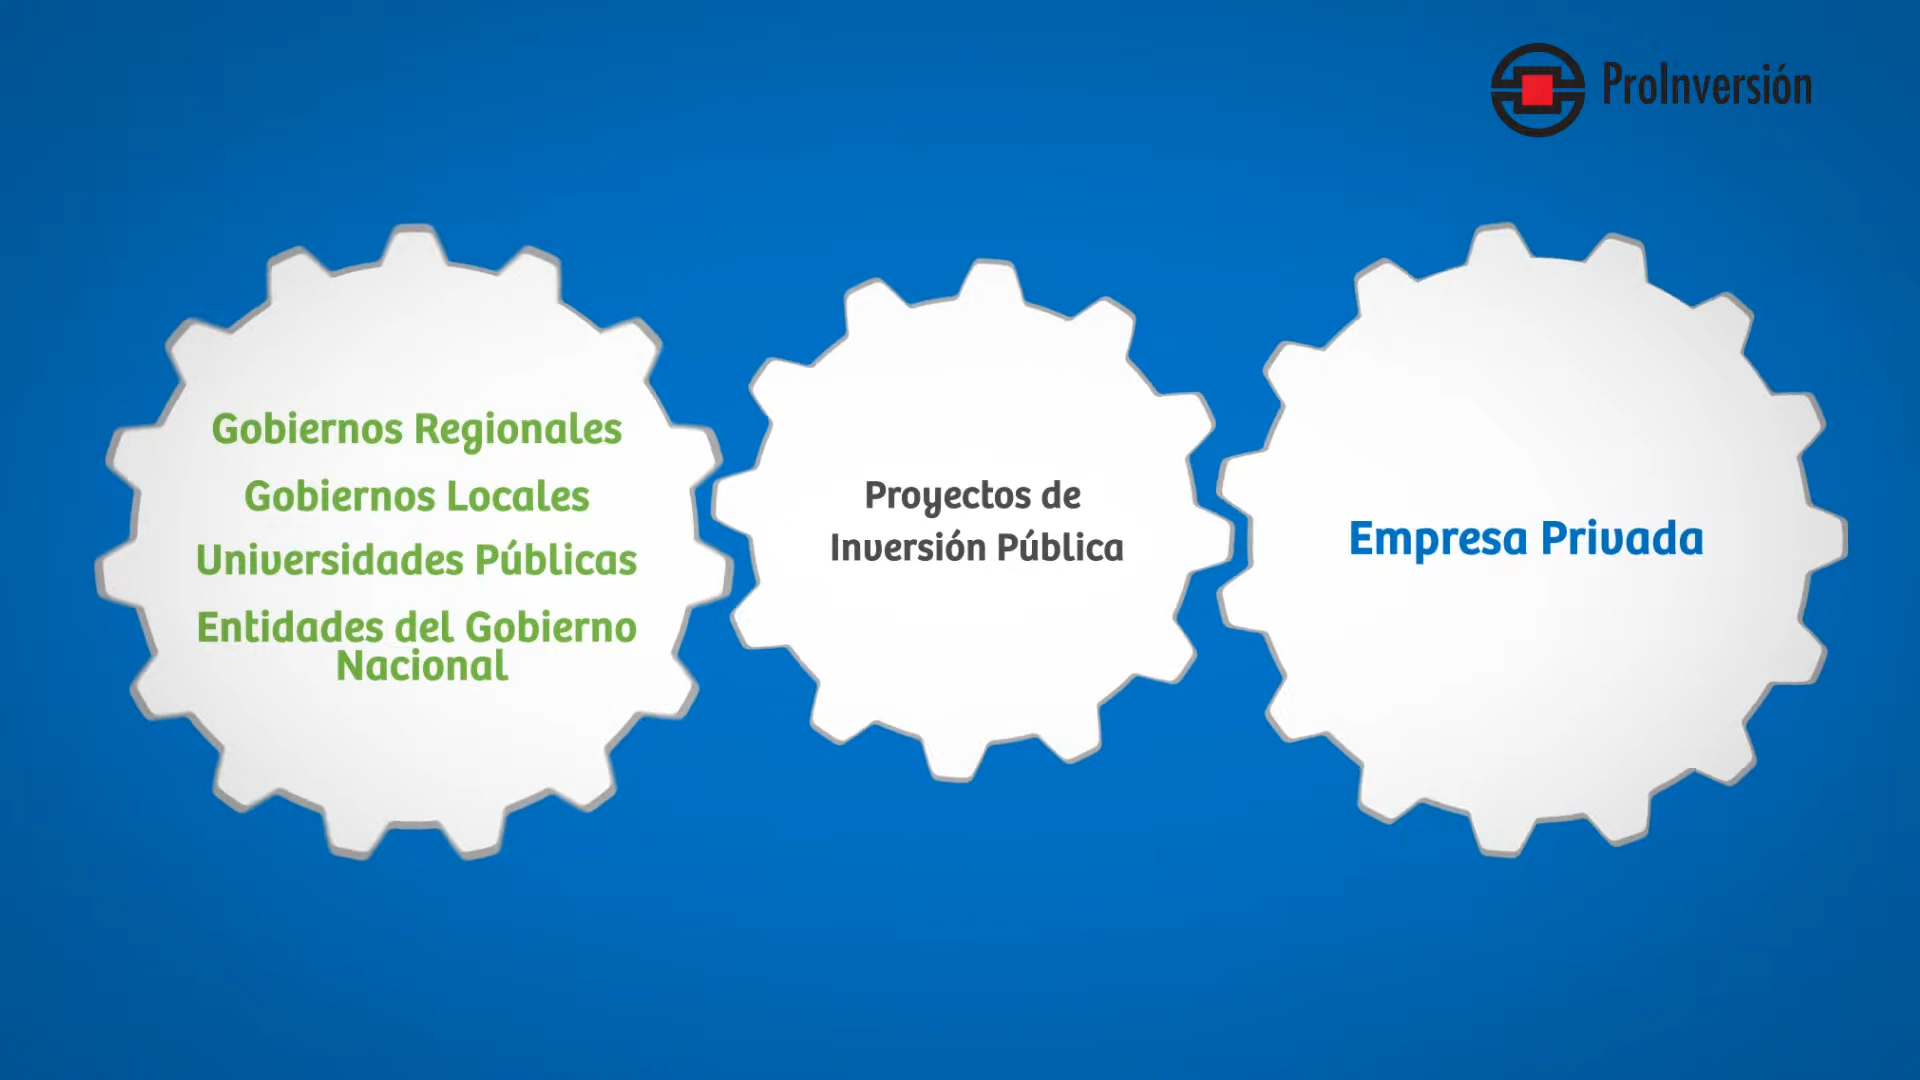 ProInversión
Gobiernos Regionales
Gobiernos Locales
Universidades Públicas
Entidades del Gobierno
Nacional
Proyectos de
Inversión Pública
Empresa Privada